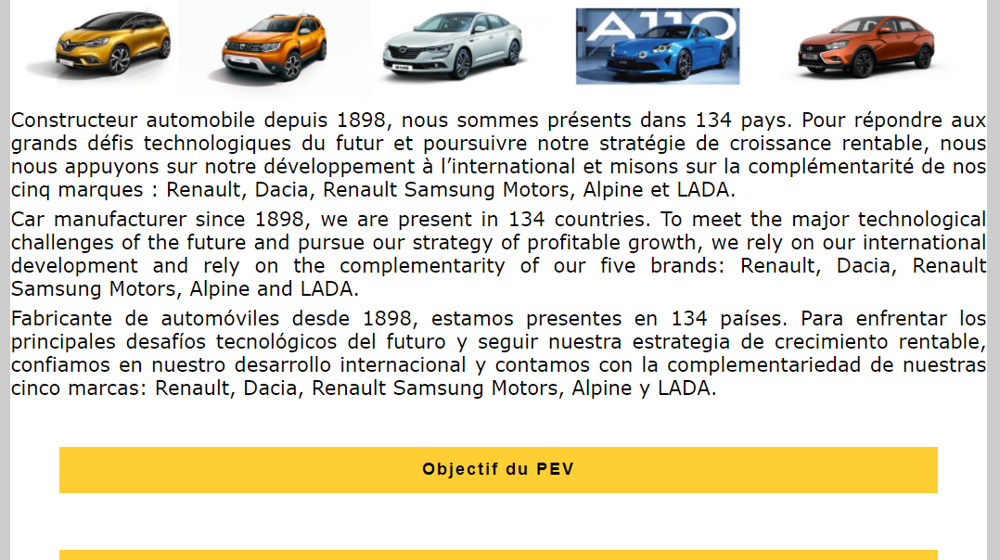 A110
Constructeur automobile depuis 1898, nous sommes présents dans 134 pays. Pour répondre aux
grands défis technologiques du futur et poursuivre notre stratégie de croissance rentable, nous
nous appuyons sur notre développement à l’international et misons sur la complémentarité de nos
cinq marques : Renault, Dacia, Renault Samsung Motors, Alpine et LADA.
Car manufacturer since 1898, we are present in 134 countries. To meet the major technological
challenges of the future and pursue our strategy of profitable growth, we rely on our international
development and rely on the complementarity of our five brands: Renault, Dacia, Renault
Samsung Motors, Alpine and LADA.
Fabricante de automóviles desde 1898, estamos presentes en 134 países. Para enfrentar los
principales desafíos tecnológicos del futuro y seguir nuestra estrategia de crecimiento rentable,
confiamos en nuestro desarrollo internacional y contamos con la complementariedad de nuestras
cinco marcas: Renault, Dacia, Renault Samsung Motors, Alpine y LADA.
Objectif du PEV